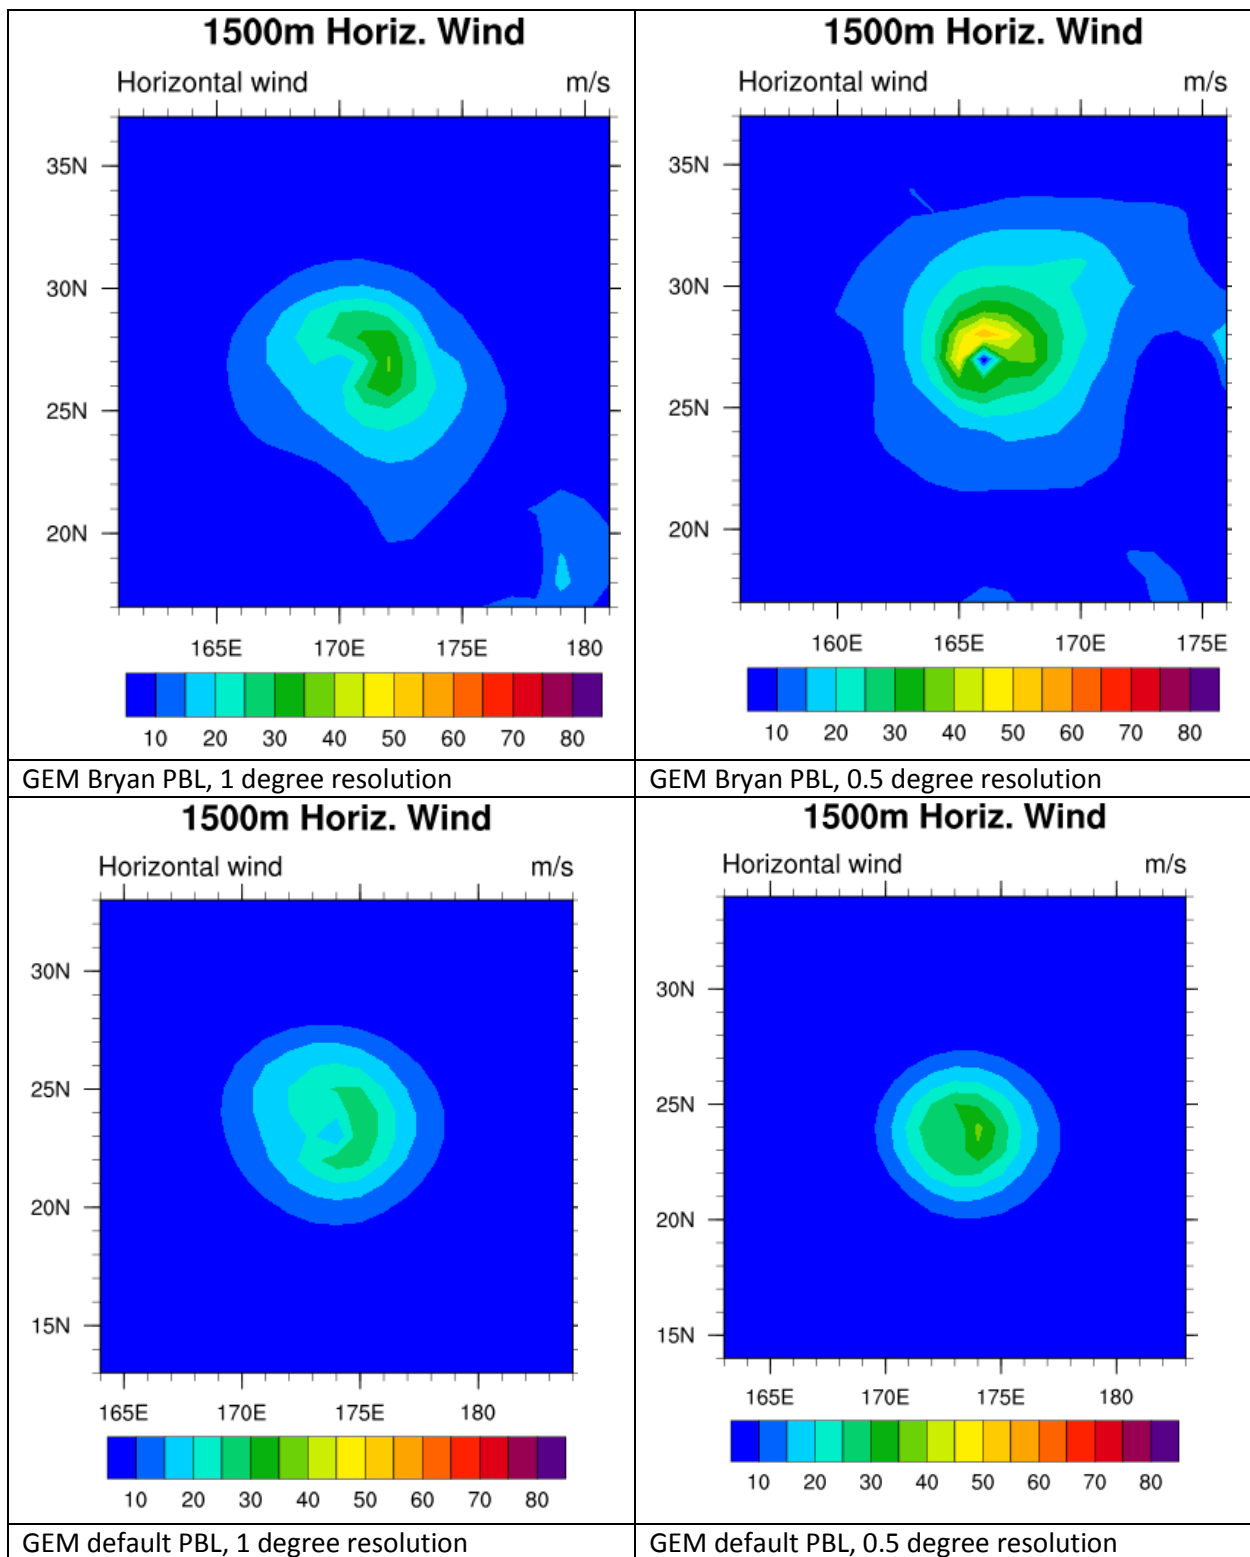 1500m Horiz. Wind
Horizontal wind m/s
35N
30N
25N
20N
165E 170E 175E 180
10 20 30 40 50 60 70 80
GEM Bryan PBL, 1 degree resolution
1500m Horiz. Wind
Horizontal wind m/s
35N
30N
25N
20N
160E 165E 170E 175E
10 20 30 40 50 60 70 80
GEM Bryan PBL, 0.5 degree resolution
1500m Horiz. Wind
Horizontal wind m/s
30N
25N
20N
15N
165E 170E 175E 180
10 20 30 40 50 60 70 80
GEM default PBL, 1 degree resolution
1500m Horiz. Wind
Horizontal wind m/s
30N
25N
20N
15N
165E 170E 175E 180
10 20 30 40 50 60 70 80
GEM default PBL, 0.5 degree resolution